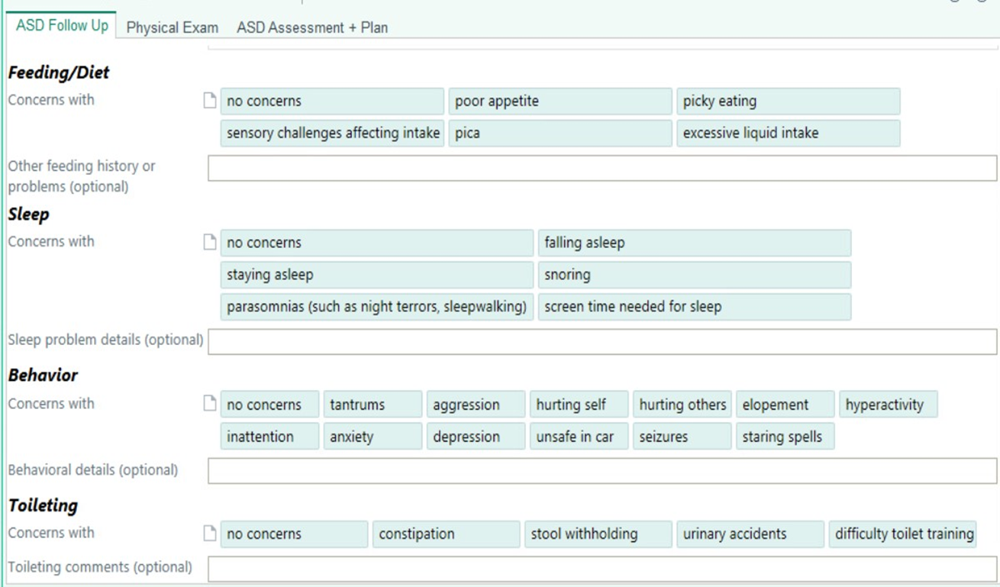 ASD Follow Up Physical Exam ASD Assessment + Plan
Feeding/Diet
Concerns with no concerns poor appetite picky eating
sensory challenges affecting intake pica excessive liquid intake
Other feeding history or
problems (optional)
Sleep
Concerns with no concerns falling asleep
staying asleep snoring
parasomnias (such as night terrors, sleepwalking) screen time needed for sleep
Sleep problem details (optional)
Behavior
Concerns with no concerns tantrums aggression hurting self hurting others elopement hyperactivity
inattention anxiety depression unsafe in car seizures staring spells
Behavioral details (optional)
Toileting
Concerns with no concerns constipation stool withholding urinary accidents difficulty toilet training
Toileting comments (optional)